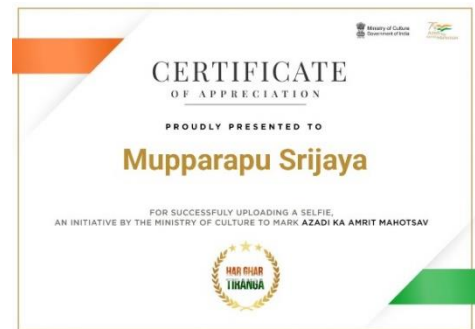 Ministry of Culture
Government of India
CERTIFICATE
OF APPRECIATION
PROUDLY PRESENTED TO
Mupparapu Srijaya
FOR SUCCESSFULY UPLOADING A SELFIE,
AN INITIATIVE BY THE MINISTRY OF CULTURE TO MARK AZADI KA AMRIT MAHOTSAV
HAR GHAR
TIRANGA